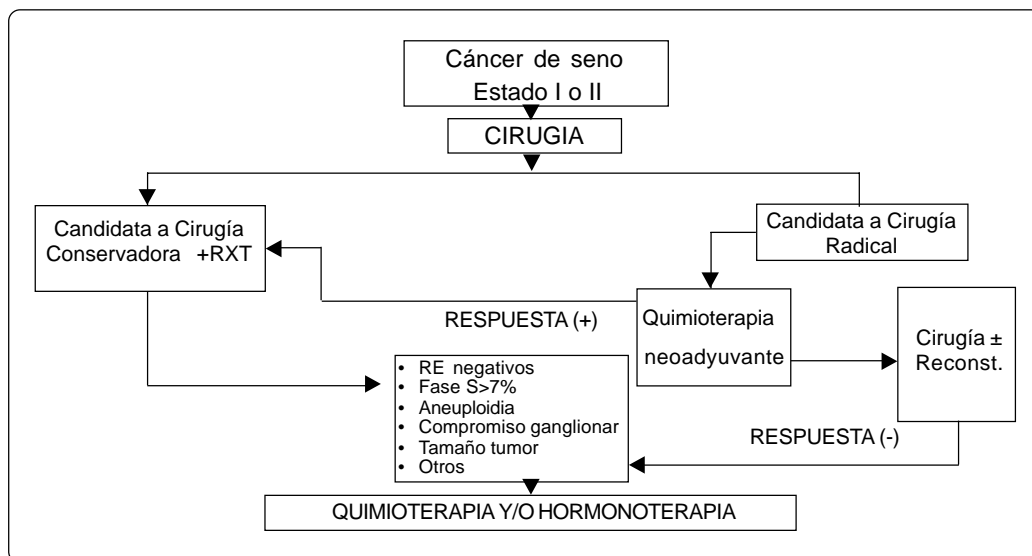 Cáncer de seno
Estado I o II
CIRUGIA
Candidata a Cirugía
Conservadora +RXT
Candidata a Cirugía
Radical
RESPUESTA (+)
Quimioterapia
neoadyuvante
Cirugía ±
Reconst.
• RE negativos
• Fase S>7%
• Aneuploidia
• Compromiso ganglionar
• Tamaño tumor
• Otros
RESPUESTA (-)
QUIMIOTERAPIA Y/O HORMONOTERAPIA